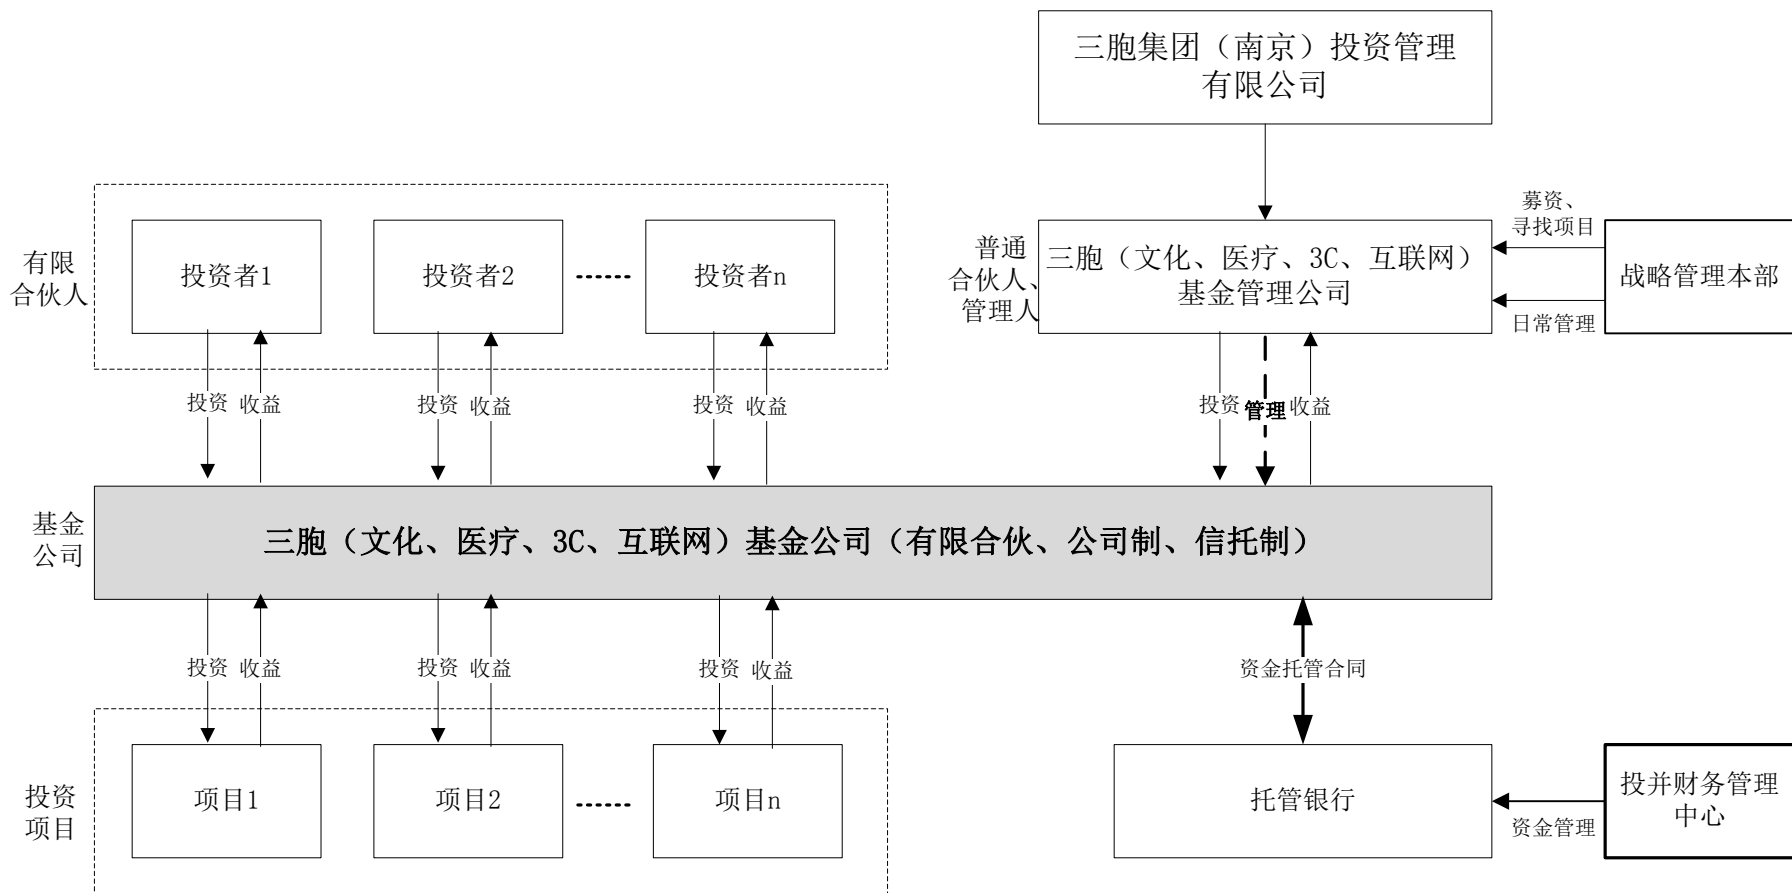 三胞集团（南京）投资管理
有限公司
有限
合伙人
投资者1
投资者2
......
投资者n
普通
合伙人、
管理人
三胞（文化、医疗、3C、互联网）
基金管理公司
募资、
寻找项目
日常管理
战略管理本部
投资
收益
投资
收益
投资
收益
投资
管理
收益
基金
公司
三胞（文化、医疗、3C、互联网）基金公司（有限合伙、公司制、信托制）
投资
收益
投资
收益
投资
收益
资金托管合同
投资
项目
项目1
项目2
......
项目n
托管银行
资金管理
投并财务管理
中心